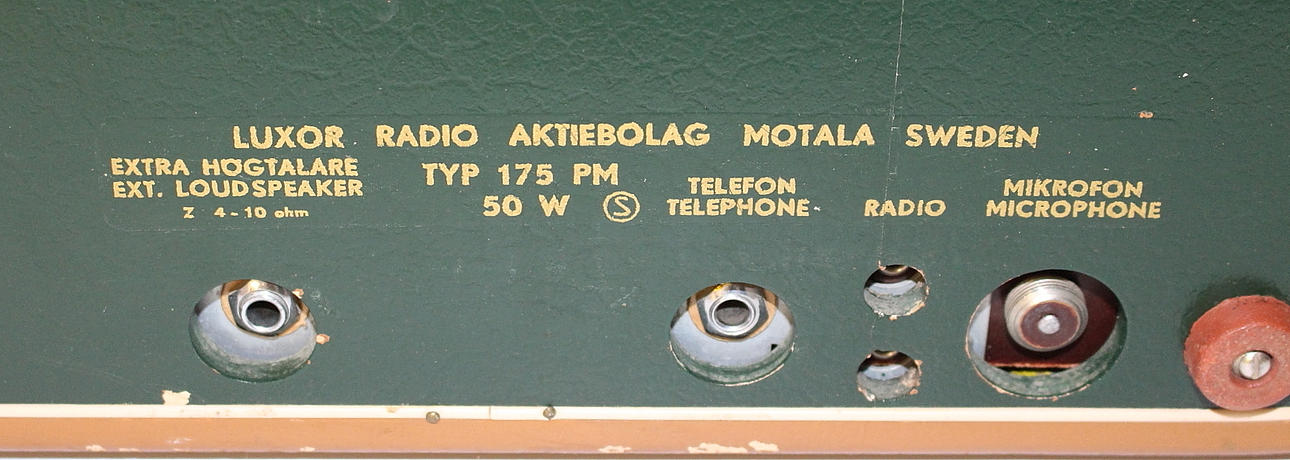 LUXOR RADIO AKTIEBOLAG MOTALA SWEDEN
EXTRA HÖGTALARE
EXT. LOUDSPEAKER
Z 4-10 ohm
TYP 175 PM
50 W Ⓢ
TELEFON
TELEPHONE
RADIO
MIKROFON
MICROPHONE